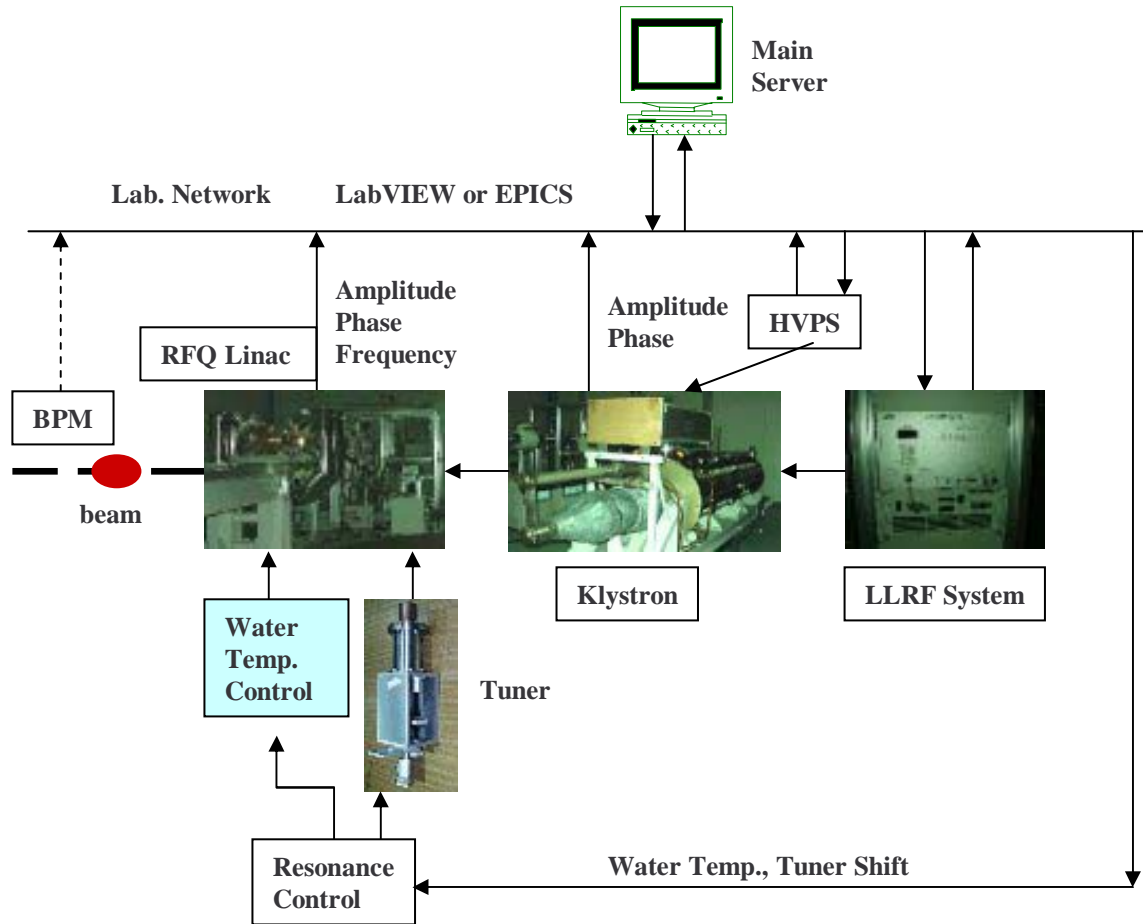 Main
Server
Lab. Network
LabVIEW or EPICS
Amplitude
Phase
Frequency
Amplitude
Phase
HVPS
RFQ Linac
BPM
beam
Klystron
LLRF System
Water
Temp.
Control
Tuner
Resonance
Control
Water Temp., Tuner Shift